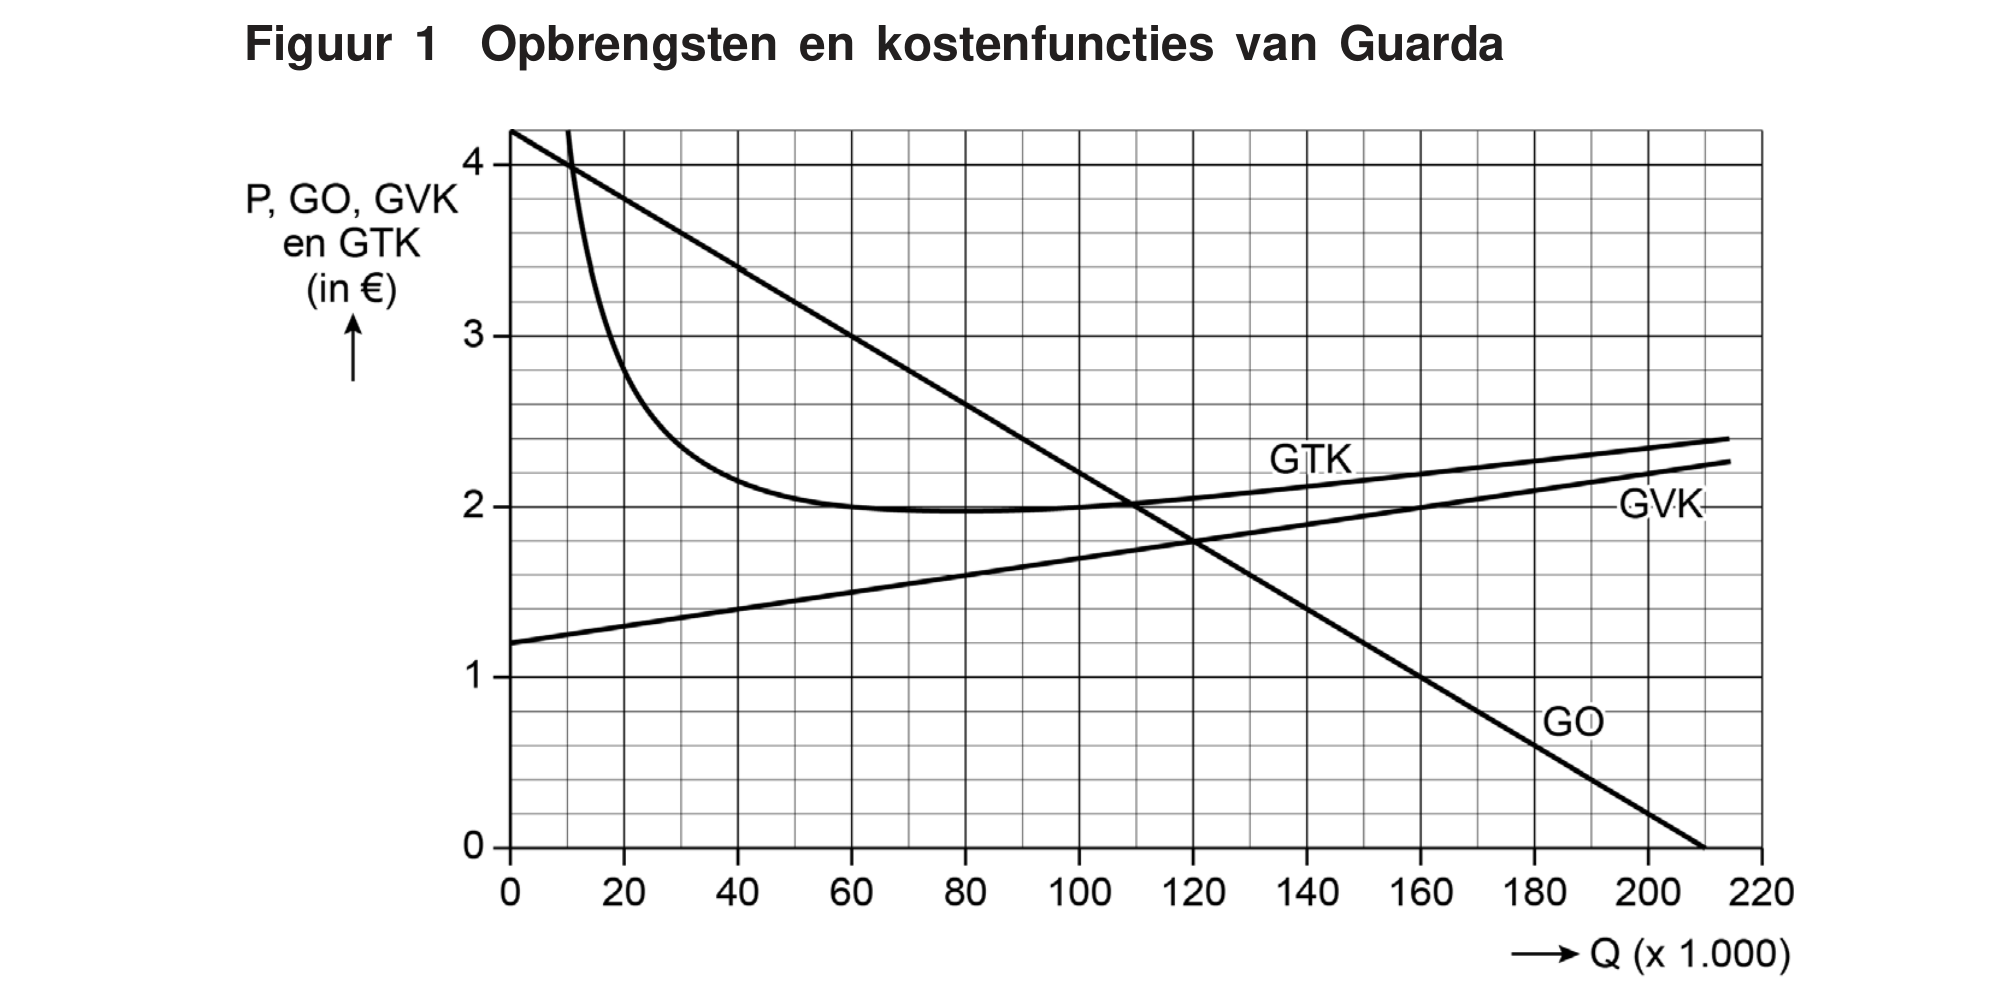 Figuur 1 Opbrengsten en kostenfuncties van Guarda
P, GO, GVK
en GTK
(in €)
4
3
2
1
0
GTK
GVK
GO
0 20 40 60 80 100 120 140 160 180 200 220
Q (x 1.000)